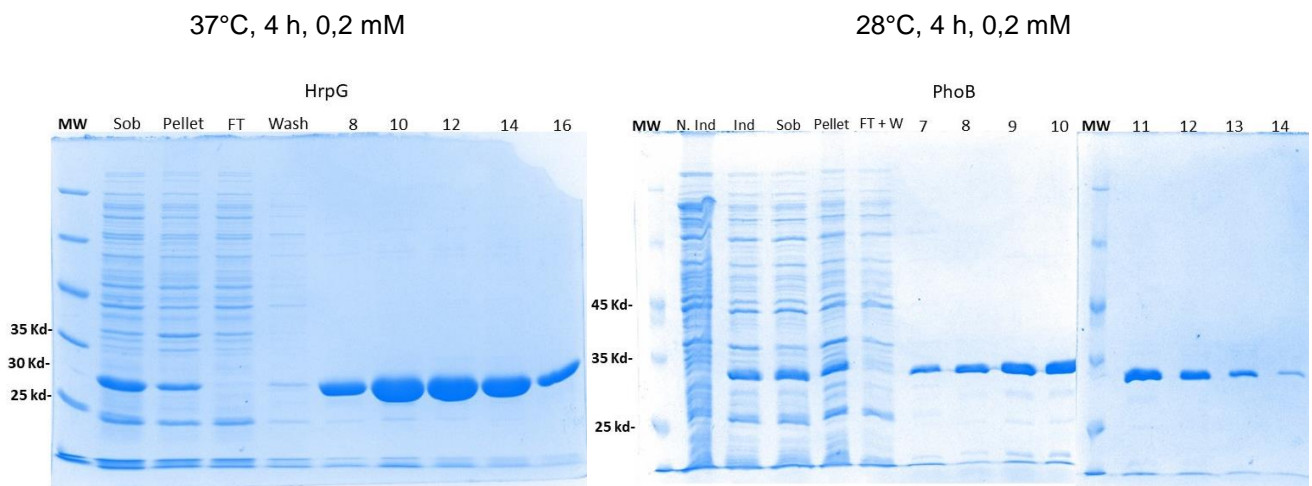 37°C, 4 h, 0,2 mM
HrpG
MW Sob Pellet FT Wash 8 10 12 14 16
35 Kd-
30 Kd-
25 kd-
28°C, 4 h, 0,2 mM
PhoB
MW N. Ind Ind Sob Pellet FT + W 7 8 9 10 MW 11 12 13 14
45 Kd-
35 Kd-
25 kd-